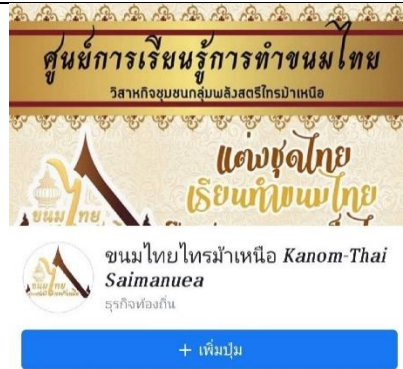 ศูนย์การเรียนรู้การทำขนมไทย
วิสาหกิจชุมชนกลุ่มพลังสตรีไทรม้าเหนือ
แต่งชุดไทย
เรียนทำขนมไทย
ขนม ไทย
ขนมไทยไทรม้าเหนือ Kanom-Thai
Saimanuea
ธุรกิจท้องถิ่น
+ เพิ่มปุ่ม